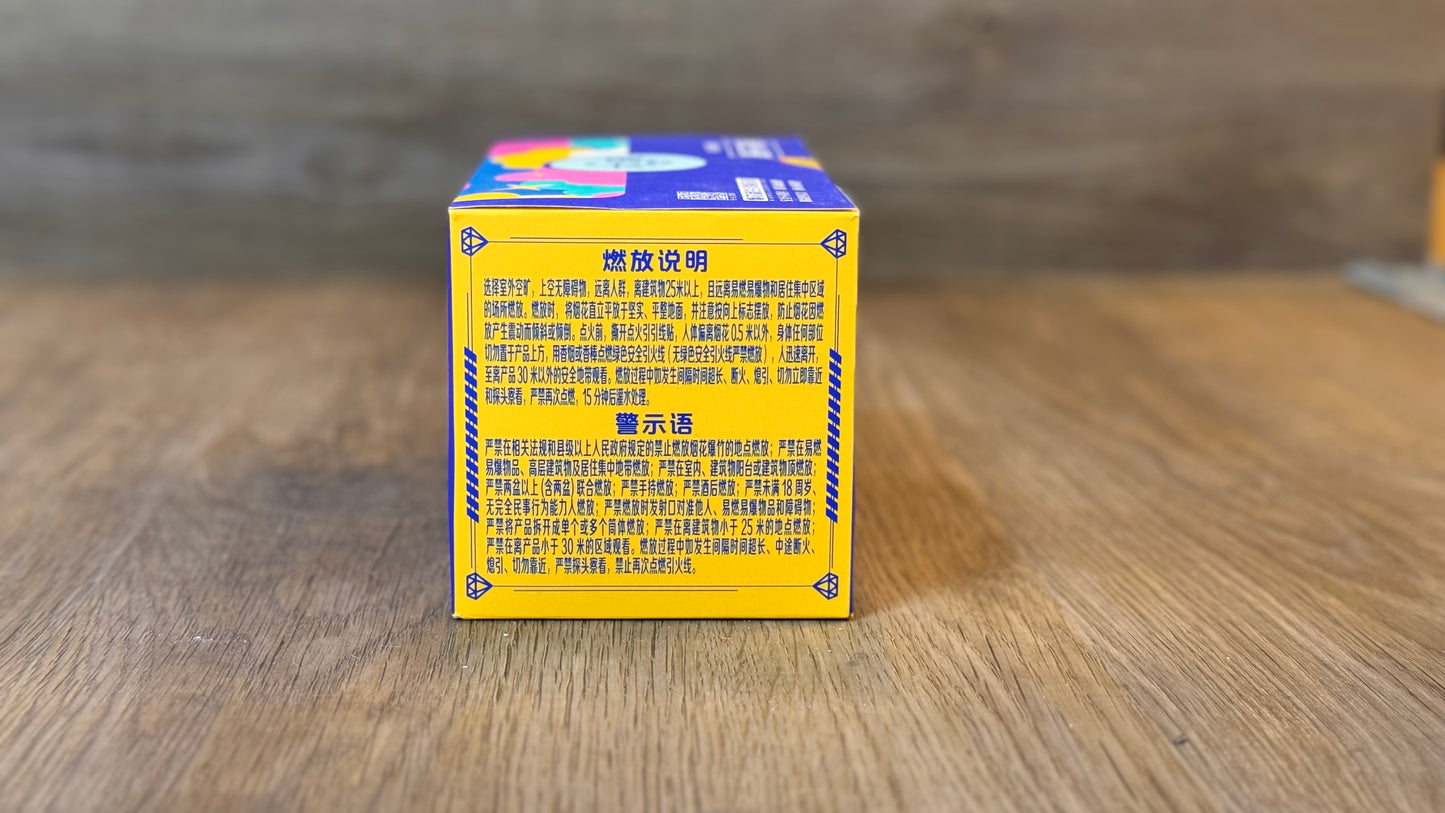 燃放说明
选择室外空旷，上空无障碍物，远离人群，离建筑物25米以上，且远离易燃易爆物和居住集中区域
的场所燃放。燃放时，将烟花直立平放于坚实、平整地面，并注意按向上标志摆放，防止烟花因燃
放产生震动而倾斜或倾倒。点火前，撕开点火引引线贴，人体偏离烟花 0.5 米以外，身体任何部位
切勿置于产品上方，用香烟或香棒点燃绿色安全引火线（无绿色安全引火线严禁燃放），人迅速离开，
至离产品 30 米以外的安全地带观看。燃放过程中如发生间隔时间超长、断火、熄引、切勿立即靠近
和探头察看，严禁再次点燃，15 分钟后灌水处理。
警示语
严禁在相关法规和县级以上人民政府规定的禁止燃放烟花爆竹的地点燃放；严禁在易燃
易爆物品、高层建筑物及居住集中地带燃放；严禁在室内、建筑物阳台或建筑物顶燃放；
严禁两盆以上(含两盆)联合燃放；严禁手持燃放；严禁酒后燃放；严禁未满 18 周岁、
无完全民事行为能力人燃放；严禁燃放时发射口对准他人、易燃易爆物品和障碍物；
严禁将产品拆开成单个或多个筒体燃放；严禁在离建筑物小于 25 米的地点燃放；
严禁在离产品小于 30 米的区域观看。燃放过程中如发生间隔时间超长、中途断火、
熄引、切勿靠近，严禁探头察看，禁止再次点燃引火线。